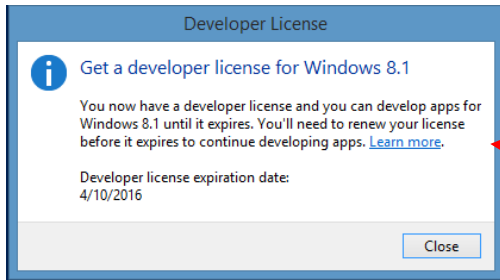 Developer License
Get a developer license for Windows 8.1
You now have a developer license and you can develop apps for
Windows 8.1 until it expires. You'll need to renew your license
before it expires to continue developing apps. Learn more.
Developer license expiration date:
4/10/2016
Close